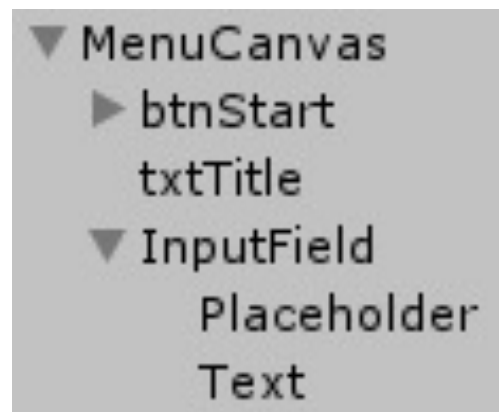 MenuCanvas
btnStart
txtTitle
InputField
Placeholder
Text